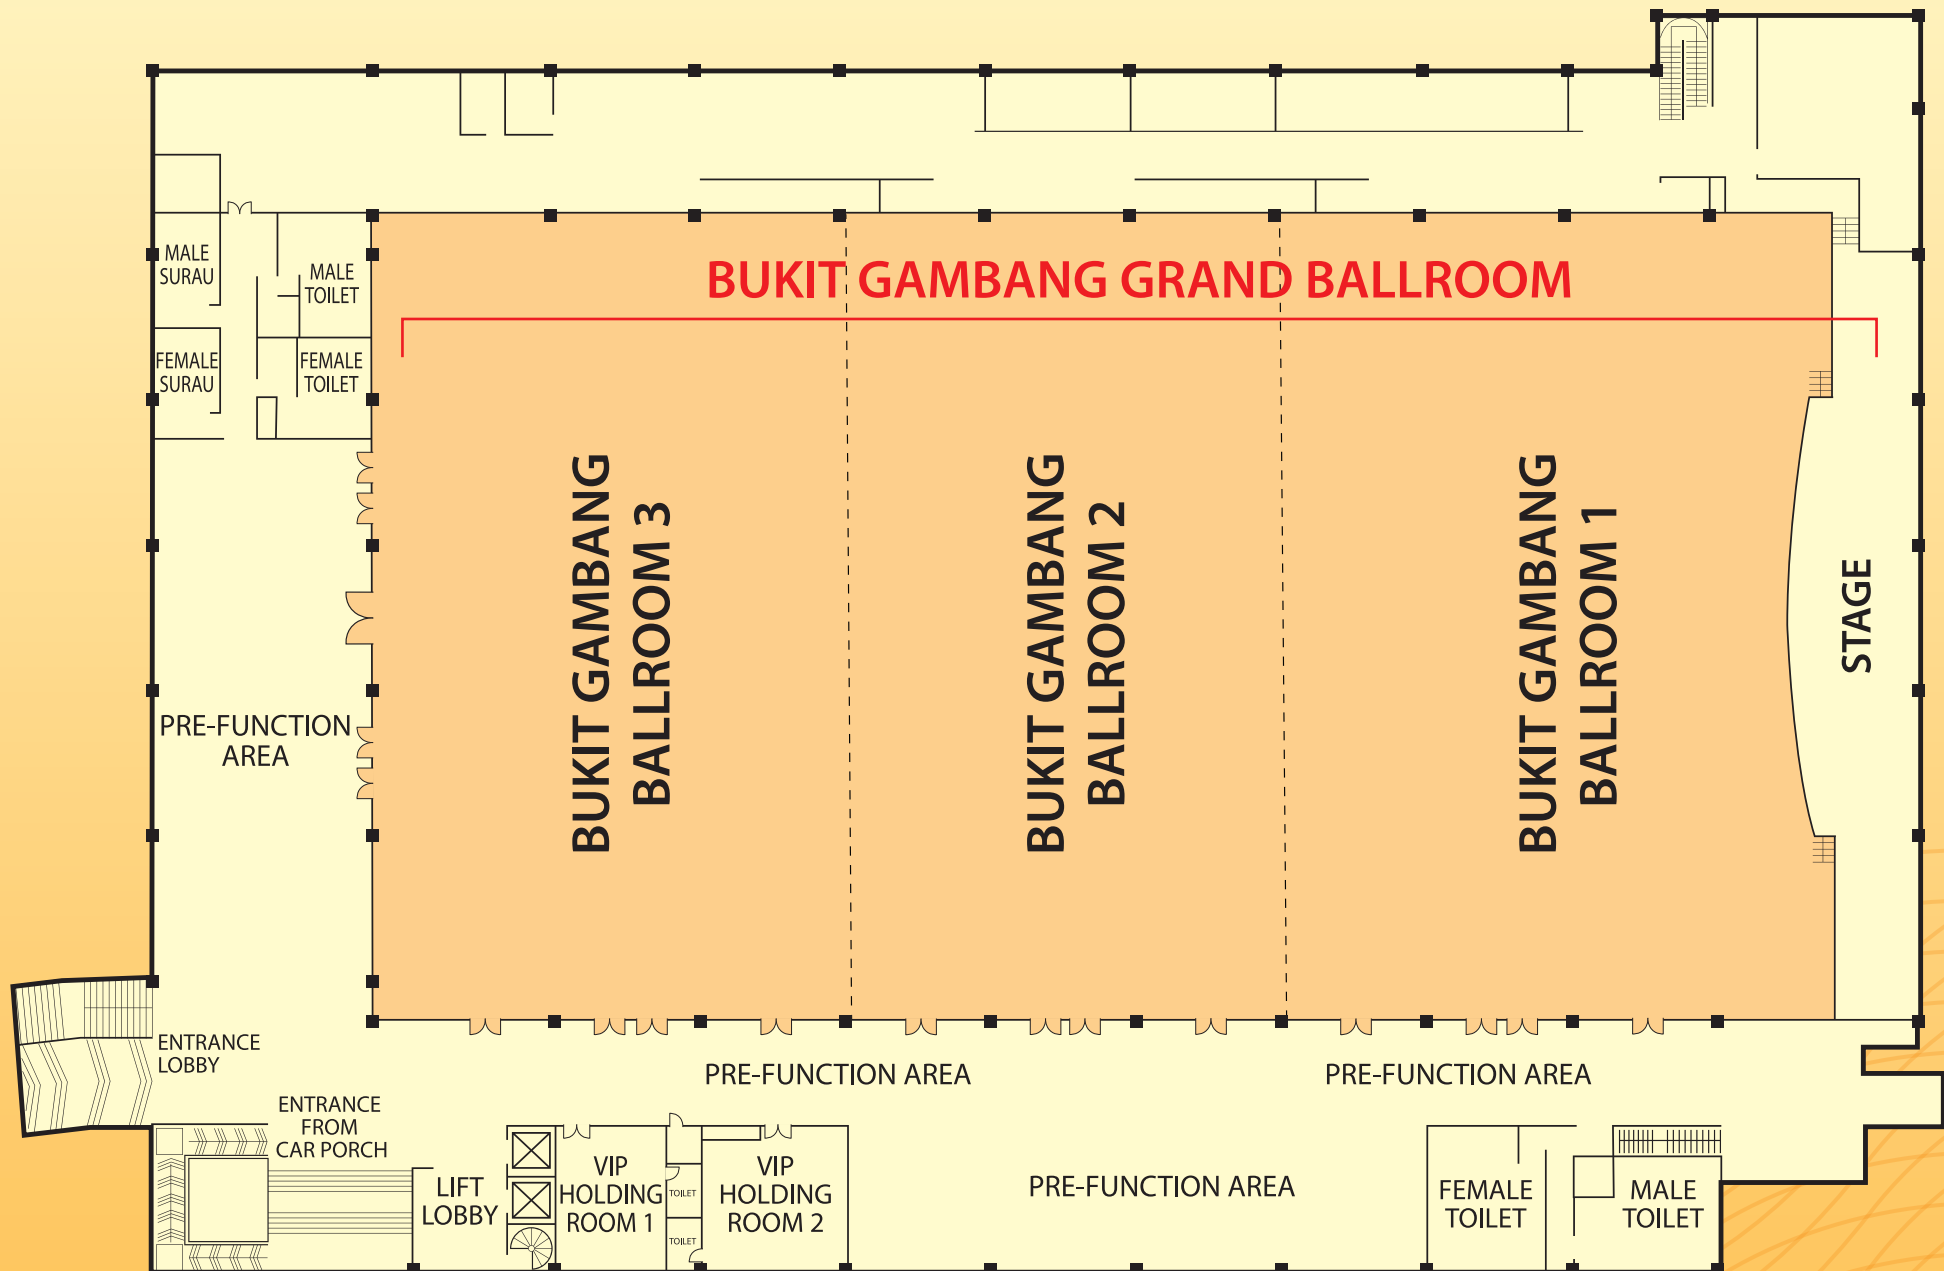 BUKIT GAMBANG GRAND BALLROOM
MALE
SURAU
MALE
TOILET
FEMALE
SURAU
FEMALE
TOILET
BUKIT GAMBANG
BALLROOM 3
BUKIT GAMBANG
BALLROOM 2
BUKIT GAMBANG
BALLROOM 1
STAGE
PRE-FUNCTION
AREA
ENTRANCE
LOBBY
PRE-FUNCTION AREA
PRE-FUNCTION AREA
ENTRANCE
FROM
CAR PORCH
LIFT
LOBBY
VIP
HOLDING
ROOM 1
TOILET
TOILET
VIP
HOLDING
ROOM 2
PRE-FUNCTION AREA
FEMALE
TOILET
MALE
TOILET